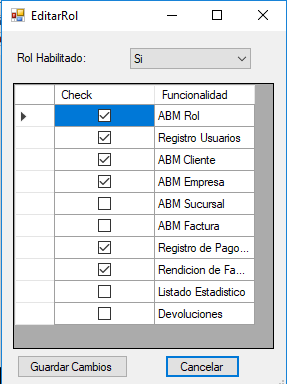 EditarRol
Rol Habilitado: Si
Check Funcionalidad
ABM Rol
Registro Usuarios
ABM Cliente
ABM Empresa
ABM Sucursal
ABM Factura
Registro de Pago...
Rendicion de Fa...
Listado Estadistico
Devoluciones
Guardar Cambios Cancelar